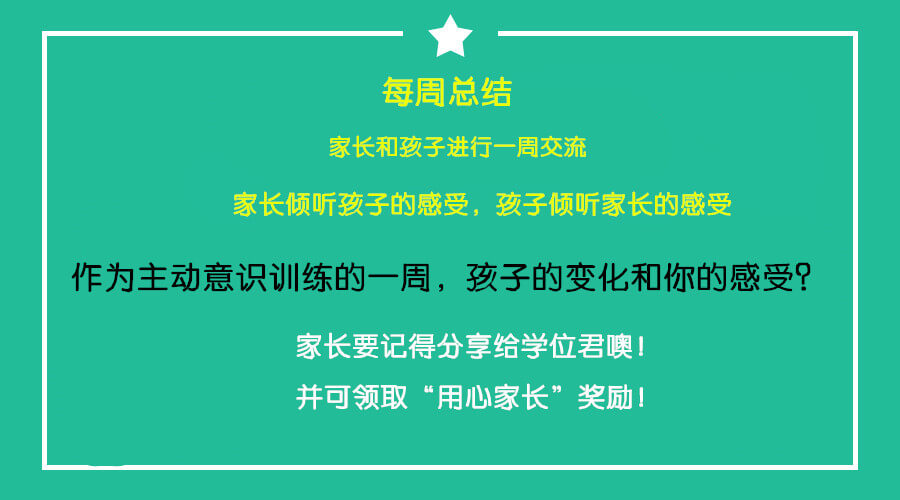 每周总结
家长和孩子进行一周交流
家长倾听孩子的感受，孩子倾听家长的感受
作为主动意识训练的一周，孩子的变化和你的感受？
家长要记得分享给学位君噢！
并可领取“用心家长”奖励！